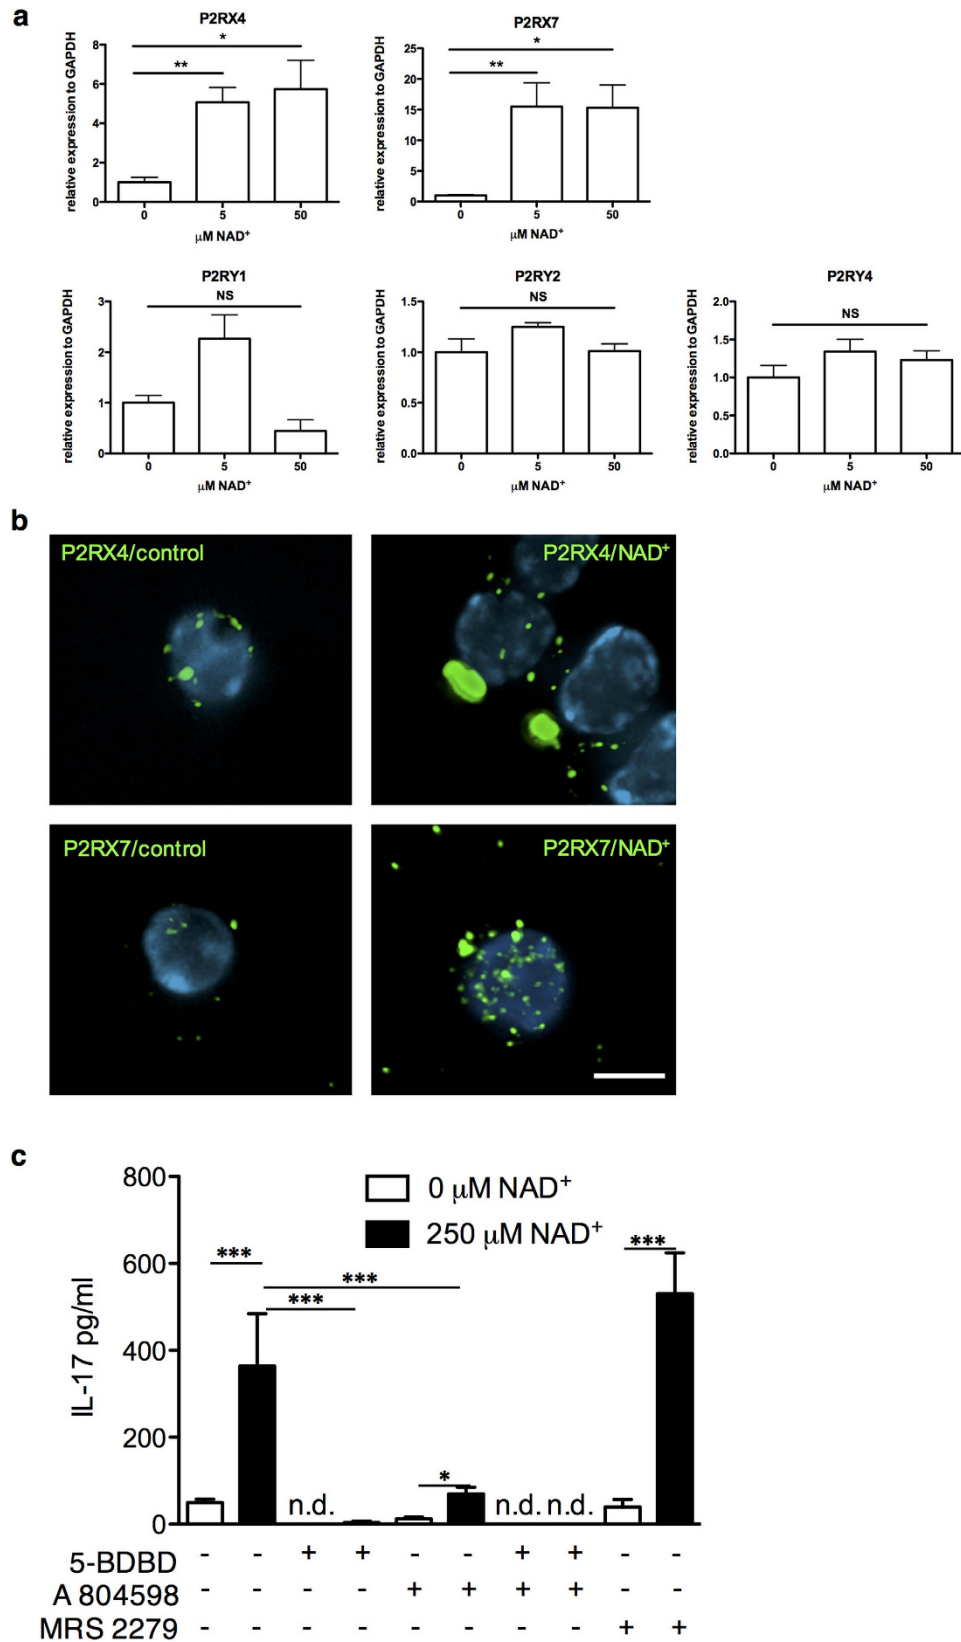 a
P2RX4
relative expression to GAPDH
8
6
4
2
0
*
**
0 5 50
μM NAD⁺
P2RX7
relative expression to GAPDH
25
20
15
10
5
0
*
**
0 5 50
μM NAD⁺
P2RY1
relative expression to GAPDH
3
2
1
0
NS
0 5 50
μM NAD⁺
P2RY2
relative expression to GAPDH
1.5
1.0
0.5
0.0
NS
0 5 50
μM NAD⁺
P2RY4
relative expression to GAPDH
2.0
1.5
1.0
0.5
0.0
NS
0 5 50
μM NAD⁺
b
P2RX4/control
P2RX4/NAD⁺
P2RX7/control
P2RX7/NAD⁺
c
IL-17 pg/ml
800
600
400
200
0
0 μM NAD⁺
250 μM NAD⁺
***
***
***
***
*
n.d.
n.d. n.d.
5-BDBD - - + + - - + + - -
A 804598 - - - - + + + + - -
MRS 2279 - - - - - - - - + +